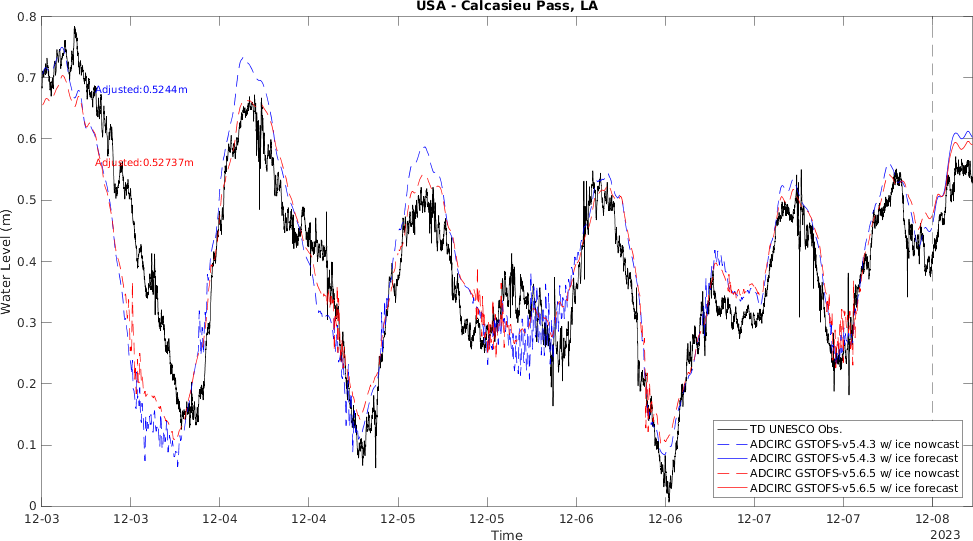 USA - Calcasieu Pass, LA
0.8
0.7
0.6
0.5
0.4
0.3
0.2
0.1
0
Water Level (m)
Adjusted:0.5244m
Adjusted:0.52737m
TD UNESCO Obs.
ADCIRC GSTOFS-v5.4.3 w/ ice nowcast
ADCIRC GSTOFS-v5.4.3 w/ ice forecast
ADCIRC GSTOFS-v5.6.5 w/ ice nowcast
ADCIRC GSTOFS-v5.6.5 w/ ice forecast
12-03 12-03 12-04 12-04 12-05 12-05 12-06 12-06 12-07 12-07 12-08
2023
Time